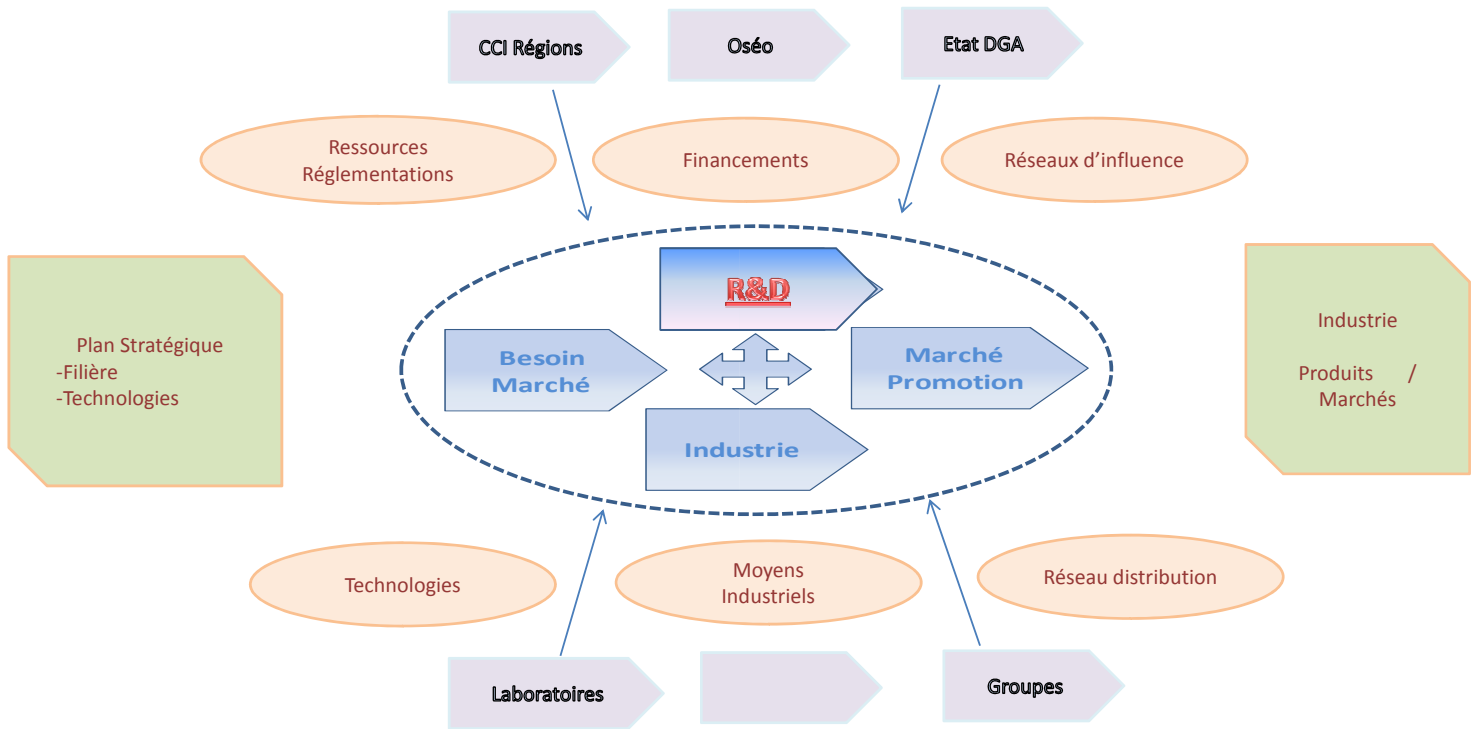 CCI Régions
Oséo
Etat DGA
Ressources
Réglementations
Financements
Réseaux d’influence
R&D
Plan Stratégique
-Filière
-Technologies
Besoin
Marché
Marché
Promotion
Industrie
Industrie
Produits /
Marchés
Technologies
Moyens
Industriels
Réseau distribution
Laboratoires
Groupes